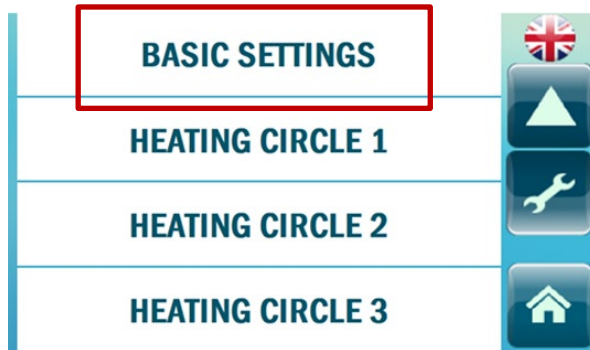 BASIC SETTINGS
HEATING CIRCLE 1
HEATING CIRCLE 2
HEATING CIRCLE 3